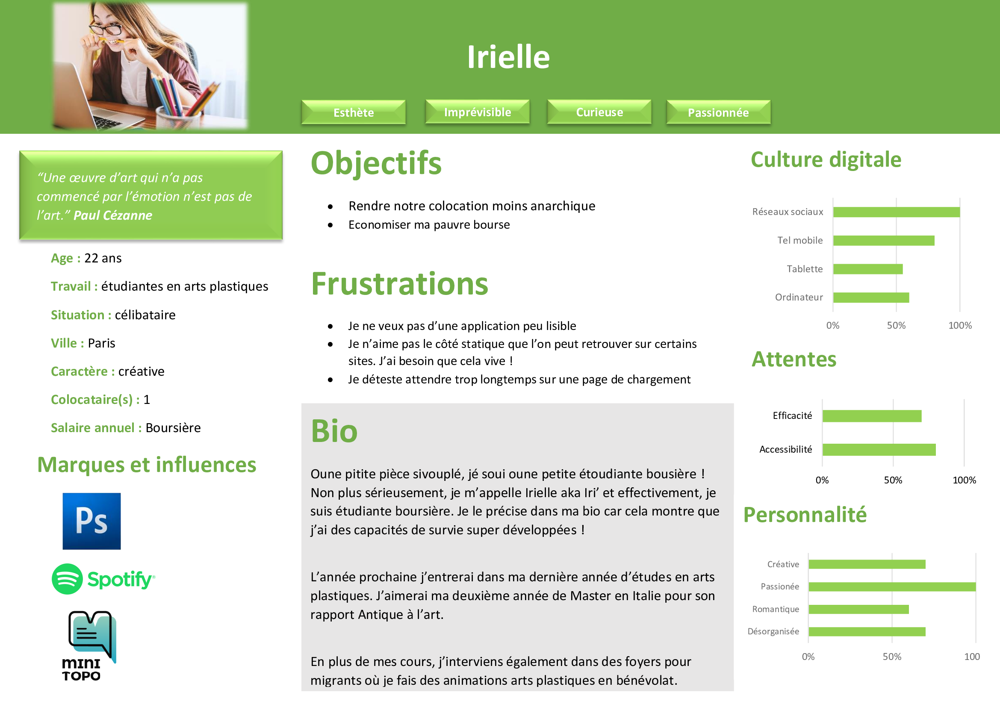 Irielle
Esthète
Imprévisible
Curieuse
Passionnée
“Une œuvre d’art qui n’a pas
commencé par l’émotion n’est pas de
l’art.” Paul Cézanne
Age : 22 ans
Travail : étudiantes en arts plastiques
Situation : célibataire
Ville : Paris
Caractère : créative
Colocataire(s) : 1
Salaire annuel : Boursière
Marques et influences
Ps
Spotify®
MINI
TOPO
Objectifs
• Rendre notre colocation moins anarchique
• Economiser ma pauvre bourse
Frustrations
• Je ne veux pas d’une application peu lisible
• Je n’aime pas le côté statique que l’on peut retrouver sur certains
sites. J’ai besoin que cela vive !
• Je déteste attendre trop longtemps sur une page de chargement
Bio
Oune pitite pièce sivouplé, jé soui oune petite étoudiante bousière !
Non plus sérieusement, je m’appelle Irielle aka Iri’ et effectivement, je
suis étudiante boursière. Je le précise dans ma bio car cela montre que
j’ai des capacités de survie super développées !
L’année prochaine j’entrerai dans ma dernière année d’études en arts
plastiques. J’aimerai ma deuxième année de Master en Italie pour son
rapport Antique à l’art.
En plus de mes cours, j’interviens également dans des foyers pour
migrants où je fais des animations arts plastiques en bénévolat.
Culture digitale
Réseaux sociaux
Tel mobile
Tablette
Ordinateur
0% 50% 100%
Attentes
Efficacité
Accessibilité
0% 50% 100%
Personnalité
Créative
Passionée
Romantique
Désorganisée
0% 50% 100